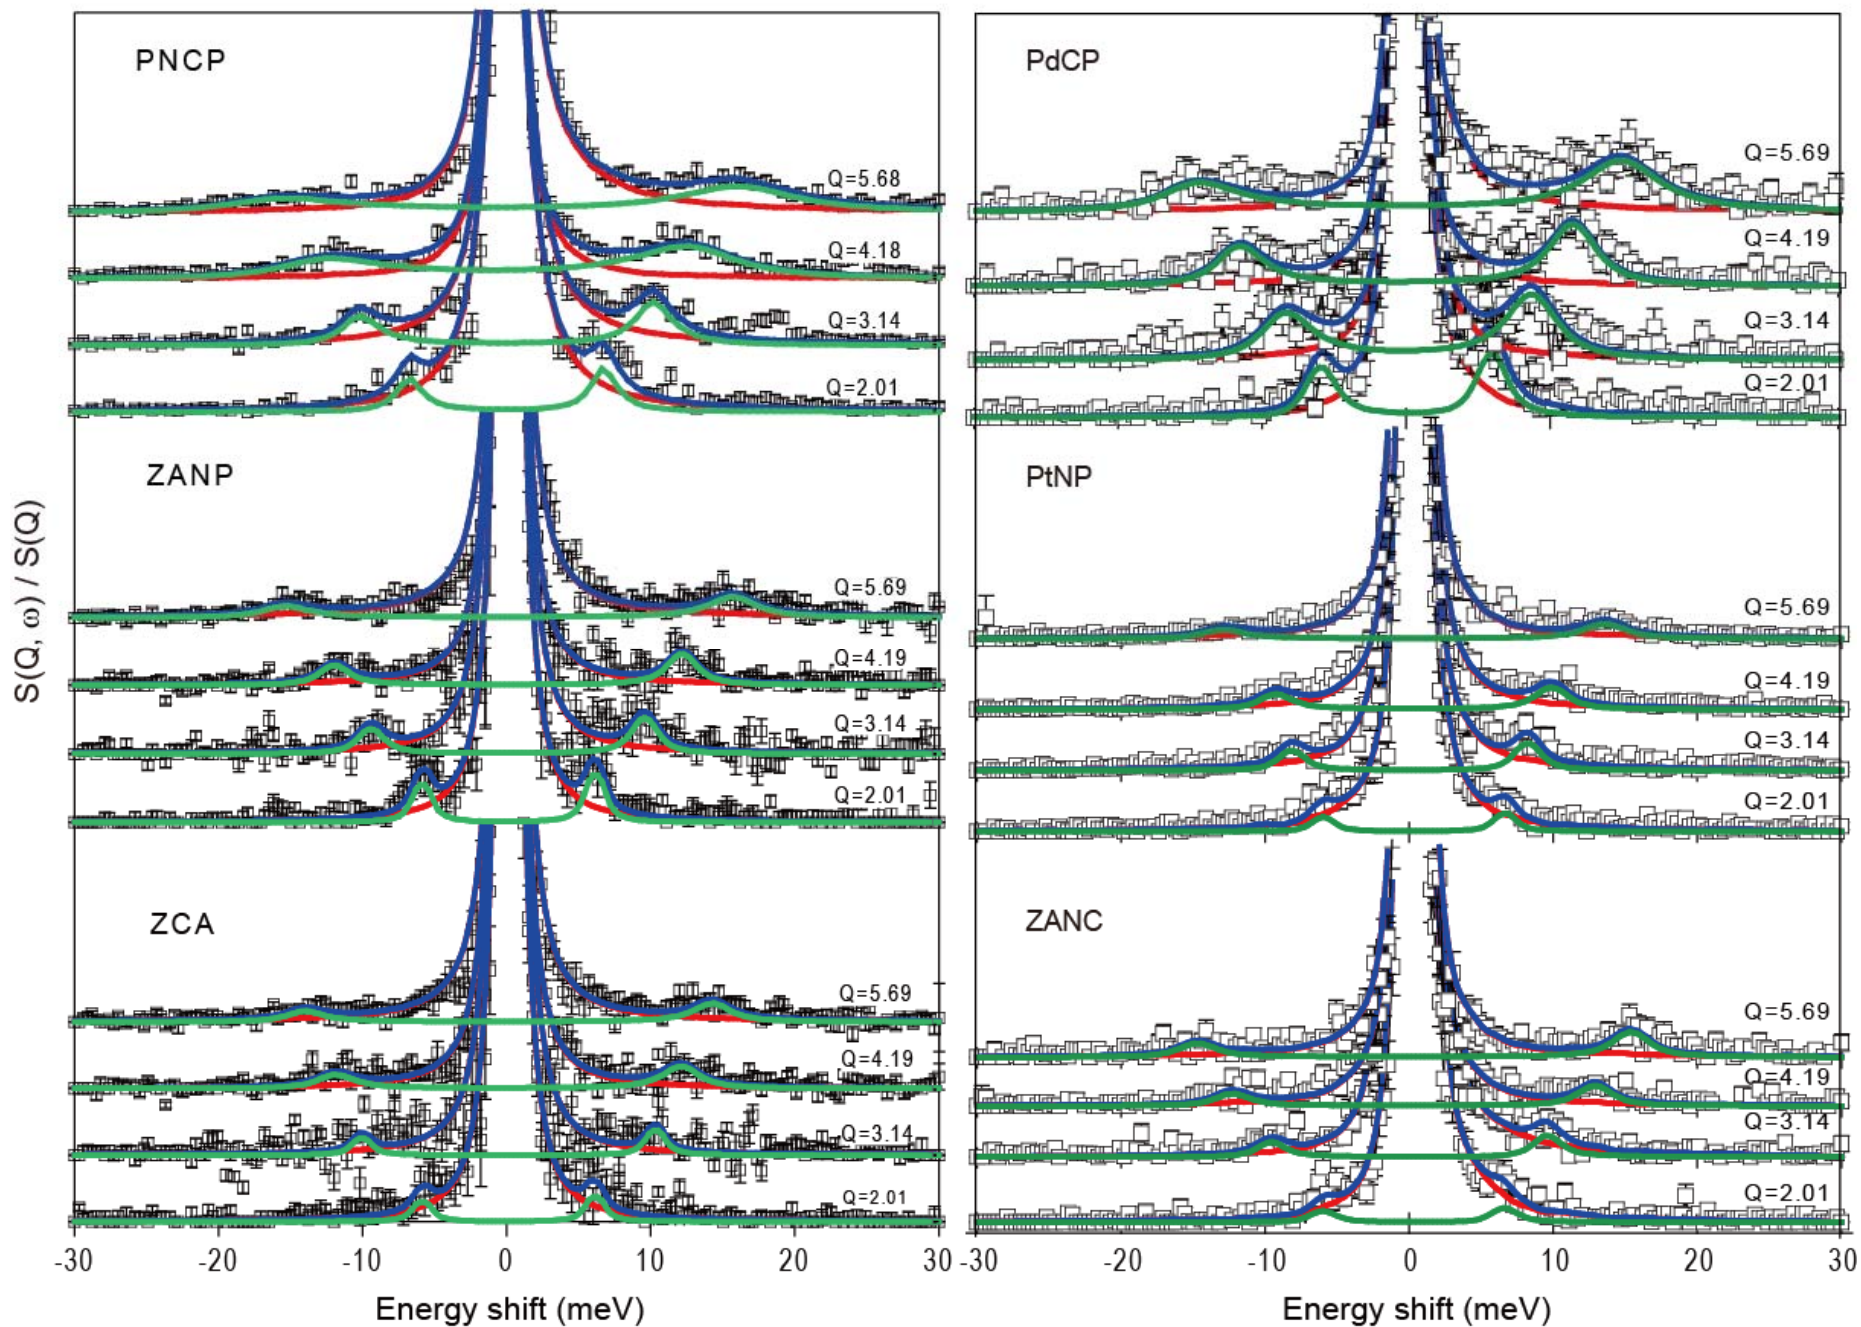 PNCP
Q=5.68
Q=4.18
Q=3.14
Q=2.01
ZANP
Q=5.69
Q=4.19
Q=3.14
Q=2.01
ZCA
Q=5.69
Q=4.19
Q=3.14
Q=2.01
-30 -20 -10 0 10 20 30
Energy shift (meV)
S(Q, ω) / S(Q)
PdCP
Q=5.69
Q=4.19
Q=3.14
Q=2.01
PtNP
Q=5.69
Q=4.19
Q=3.14
Q=2.01
ZANC
Q=5.69
Q=4.19
Q=3.14
Q=2.01
-30 -20 -10 0 10 20 30
Energy shift (meV)